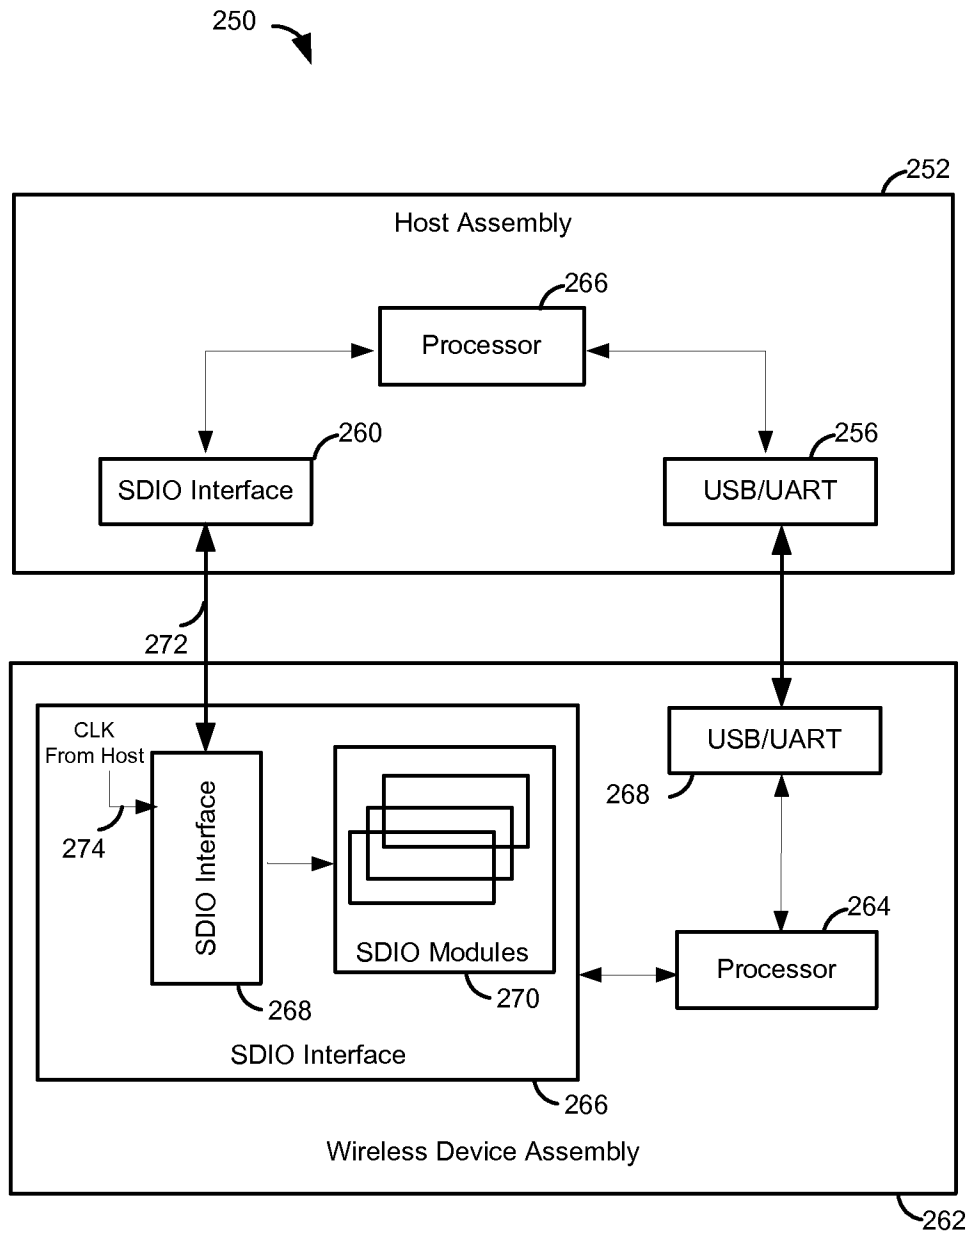 250
252
Host Assembly
266
Processor
260
SDIO Interface
256
USB/UART
272
CLK
From Host
274
SDIO Interface
268
SDIO Modules
270
SDIO Interface
266
USB/UART
268
264
Processor
Wireless Device Assembly
262